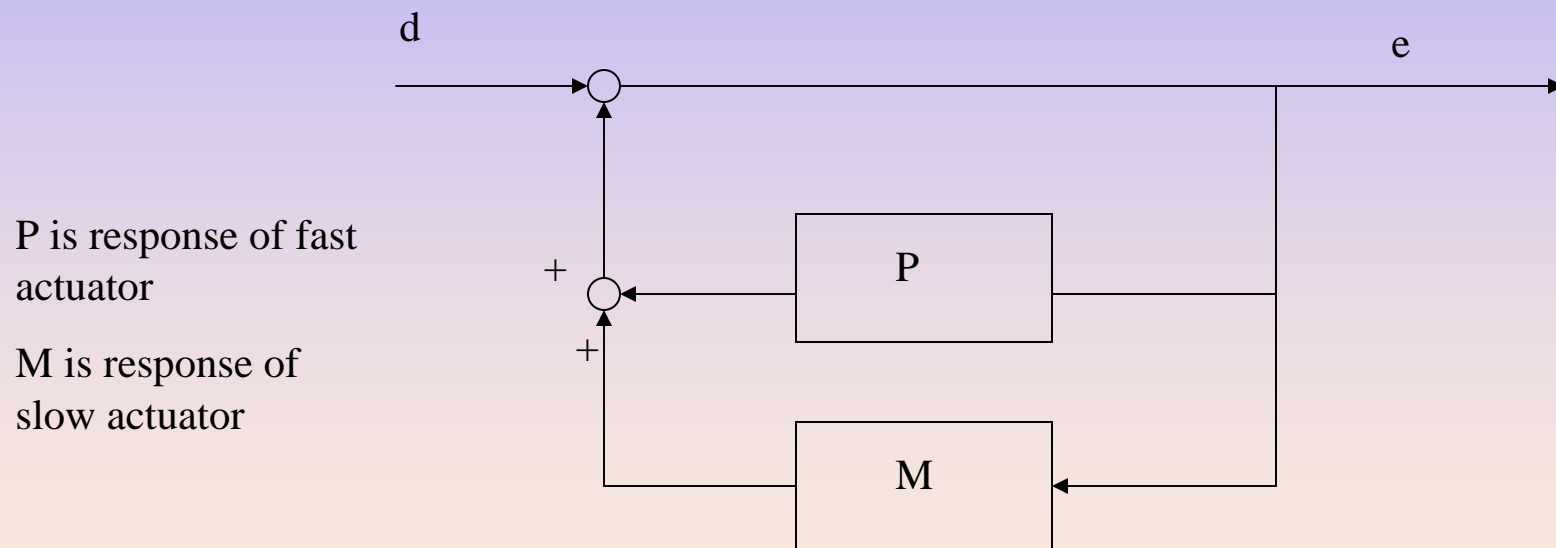 d
e
P is response of fast
actuator
P
+
+
M is response of
slow actuator
M